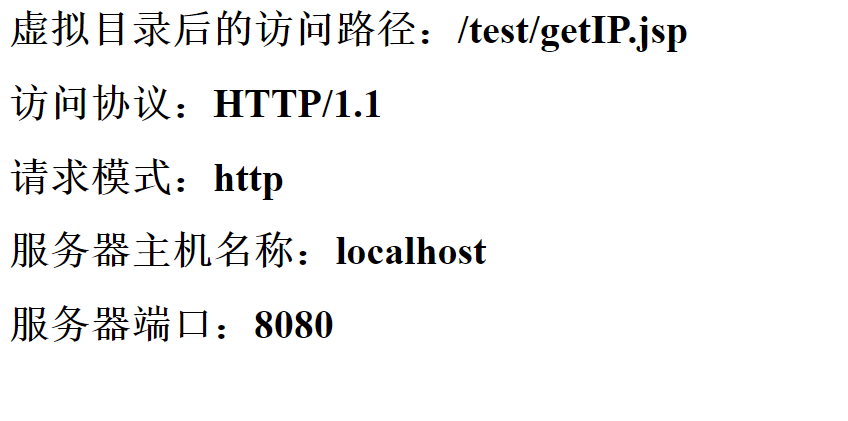 虚拟目录后的访问路径：/test/getIP.jsp
访问协议：HTTP/1.1
请求模式：http
服务器主机名称：localhost
服务器端口：8080